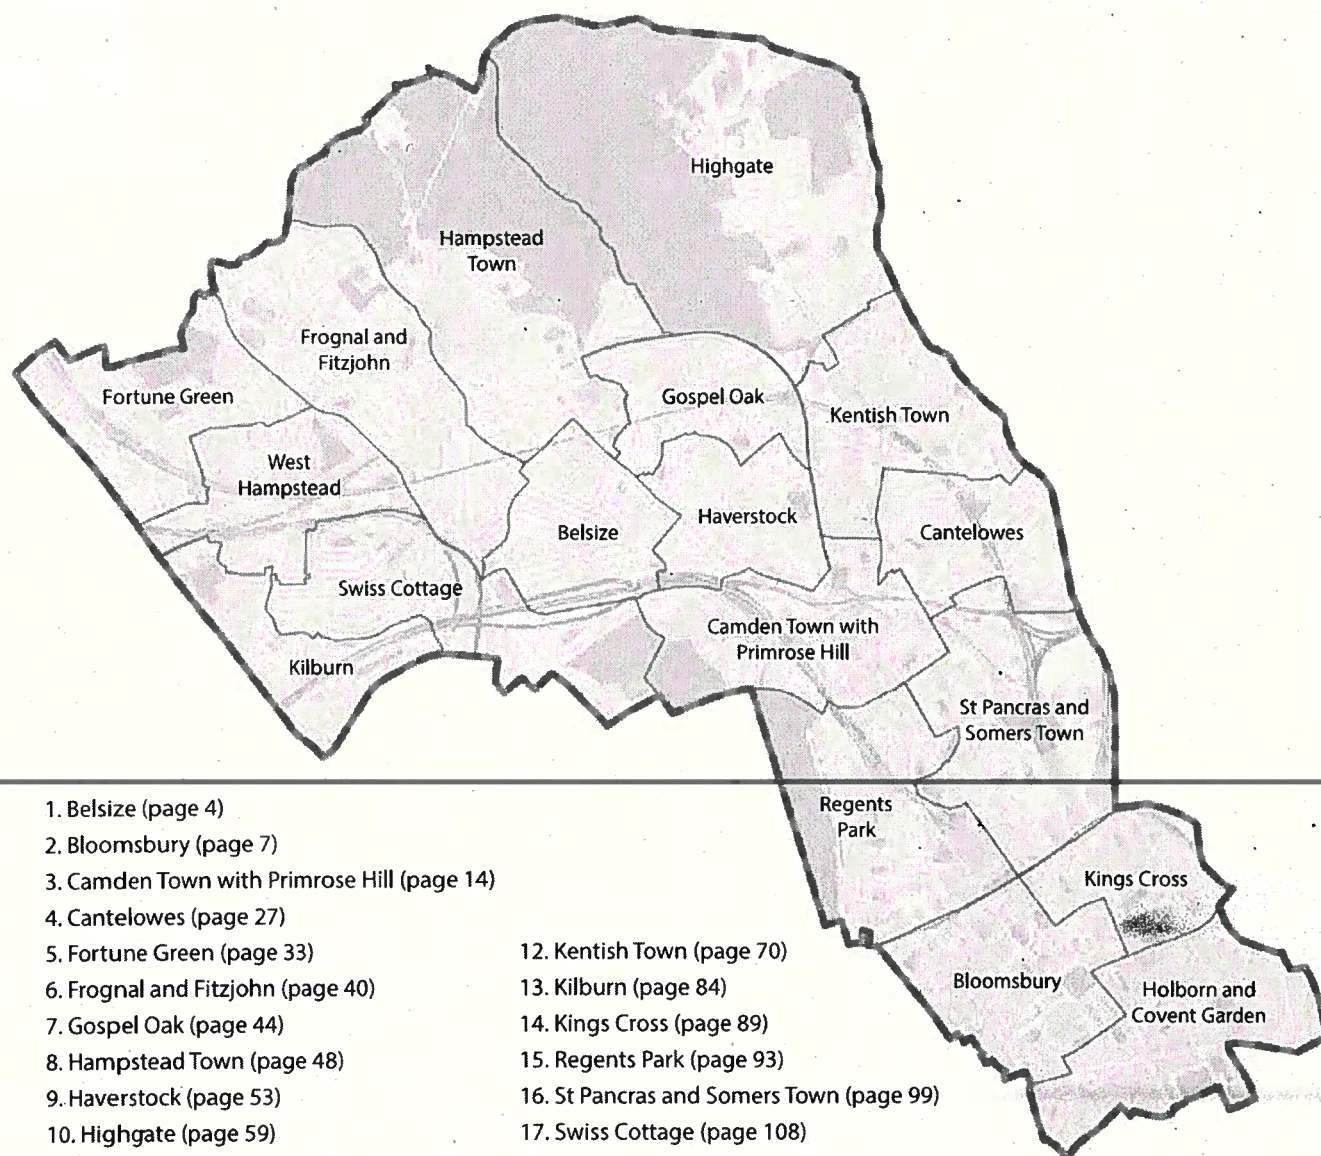 Highgate
Hampstead
Town
Frognal and
Fitzjohn
Fortune Green
Gospel Oak
Kentish Town
West
Hampstead
Haverstock
Belsize
Cantelowes
Swiss Cottage
Camden Town with
Primrose Hill
Kilburn
St Pancras and
Somers Town
Regents
Park
Kings Cross
Bloomsbury
Holborn and
Covent Garden
1. Belsize (page 4)
2. Bloomsbury (page 7)
3. Camden Town with Primrose Hill (page 14)
4. Cantelowes (page 27)
5. Fortune Green (page 33)
6. Frognal and Fitzjohn (page 40)
7. Gospel Oak (page 44)
8. Hampstead Town (page 48)
9. Haverstock (page 53)
10. Highgate (page 59)
12. Kentish Town (page 70)
13. Kilburn (page 84)
14. Kings Cross (page 89)
15. Regents Park (page 93)
16. St Pancras and Somers Town (page 99)
17. Swiss Cottage (page 108)